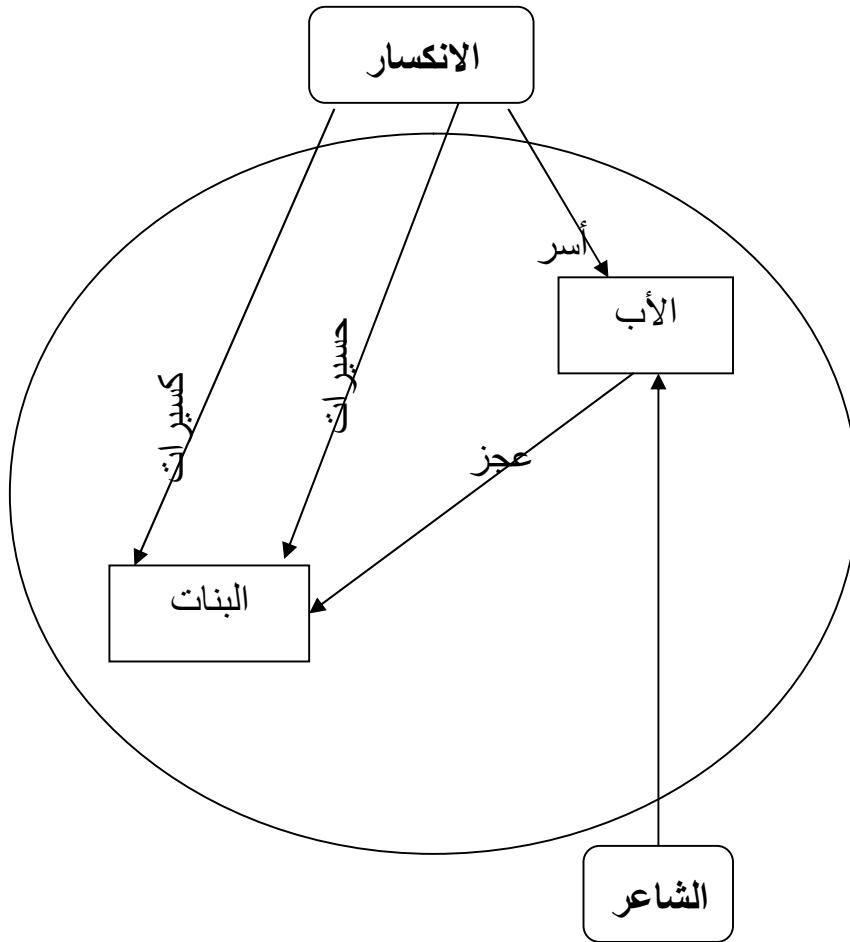 الانكسار
أسر
الأب
حسيرات
كسيرات
عجز
البنات
الشاعر